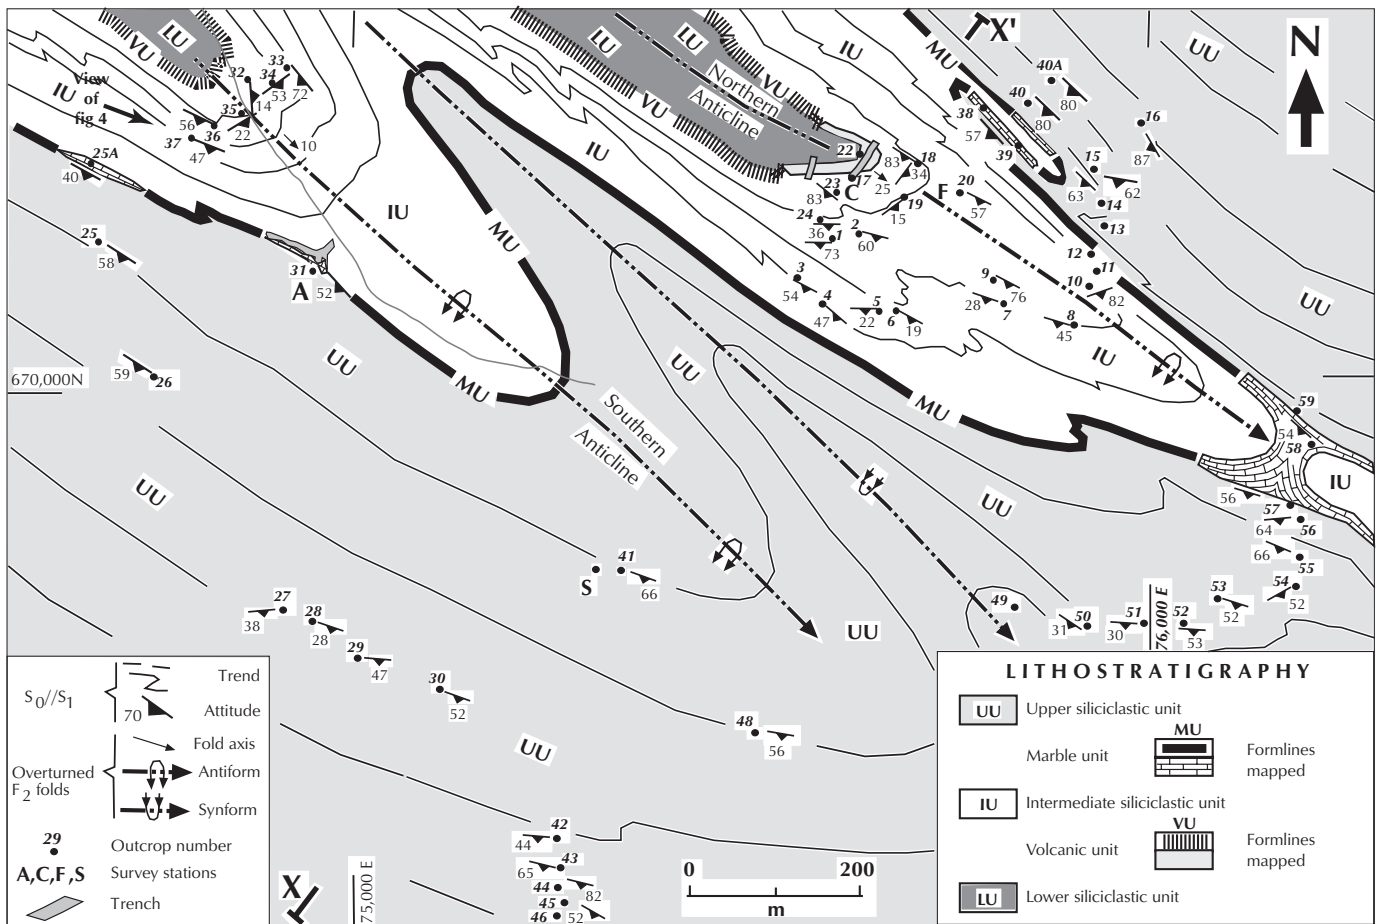 X'
N
LU
VU
IU
View
of
fig 4
32
33
34
53
72
14
35
22
56
36
37
47
10
25A
40
25
58
IU
MU
31
A
52
59
26
670,000N
UU
MU
Southern
Anticline
LU
LU
VU
VU
Northern
Anticline
IU
IU
MU
UU
40A
80
40
80
38
57
39
16
87
15
63
62
14
13
12
11
10
82
22
17
C
23
83
25
83
18
34
19
15
F
20
57
24
36
1
73
2
60
3
54
4
47
5
22
6
19
9
76
28
7
8
45
IU
UU
MU
59
54
58
IU
56
57
64
56
66
55
54
52
53
52
52
53
51
30
50
31
49
76,000 E
UU
UU
UU
UU
UU
S
41
66
27
38
28
28
29
47
30
52
48
56
42
44
43
65
44
82
45
46
52
X
75,000 E
0
200
m
S0//S1
Trend
70
Attitude
Fold axis
Overturned
F2 folds
Antiform
Synform
29
Outcrop number
A,C,F,S
Survey stations
Trench
LITHOSTRATIGRAPHY
UU
Upper siliciclastic unit
Marble unit
MU
Formlines
mapped
IU
Intermediate siliciclastic unit
Volcanic unit
VU
Formlines
mapped
LU
Lower siliciclastic unit